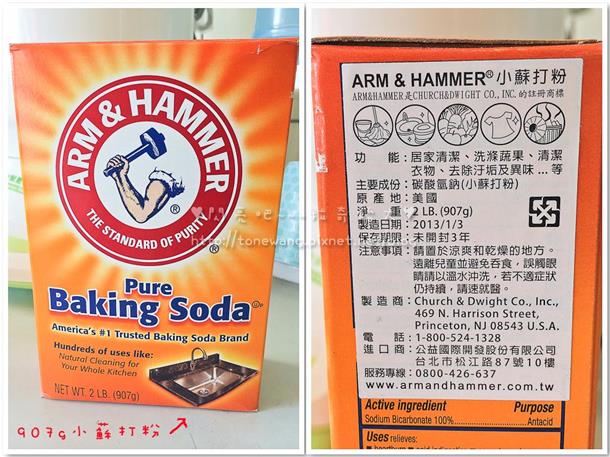 ARM & HAMMER
THE STANDARD OF PURITY
®
Pure
Baking Soda
America's #1 Trusted Baking Soda Brand
Hundreds of uses like:
Natural Cleaning for
Your Whole Kitchen
NET WT. 2 LB. (907g)
907g小蘇打粉
ARM & HAMMER®小蘇打粉
ARM&HAMMER是CHURCH&DWIGHT CO., INC. 的註冊商標
功 能:居家清潔、洗滌蔬果、清潔
衣物、去除汙垢及異味...等
主要成份:碳酸氫鈉(小蘇打粉)
原 產 地:美國
淨 重:2 LB. (907g)
製造日期:2013/1/3
保存期限:未開封3年
注意事項:請置於涼爽和乾燥的地方。
遠離兒童並避免吞食,誤觸眼
睛請以溫水沖洗,若不適症狀
仍持續,請速就醫。
製 造 商:Church & Dwight Co., Inc.,
469 N. Harrison Street,
Princeton, NJ 08543 U.S.A.
電 話:1-800-524-1328
進 口 商:公益國際開發股份有限公司
台北市松江路87號10樓
服務專線:0800-426-637
www.armandhammer.com.tw
Active ingredient Purpose
Sodium Bicarbonate 100% Antacid
Uses relieves:
http://tonewang.pixnet.net